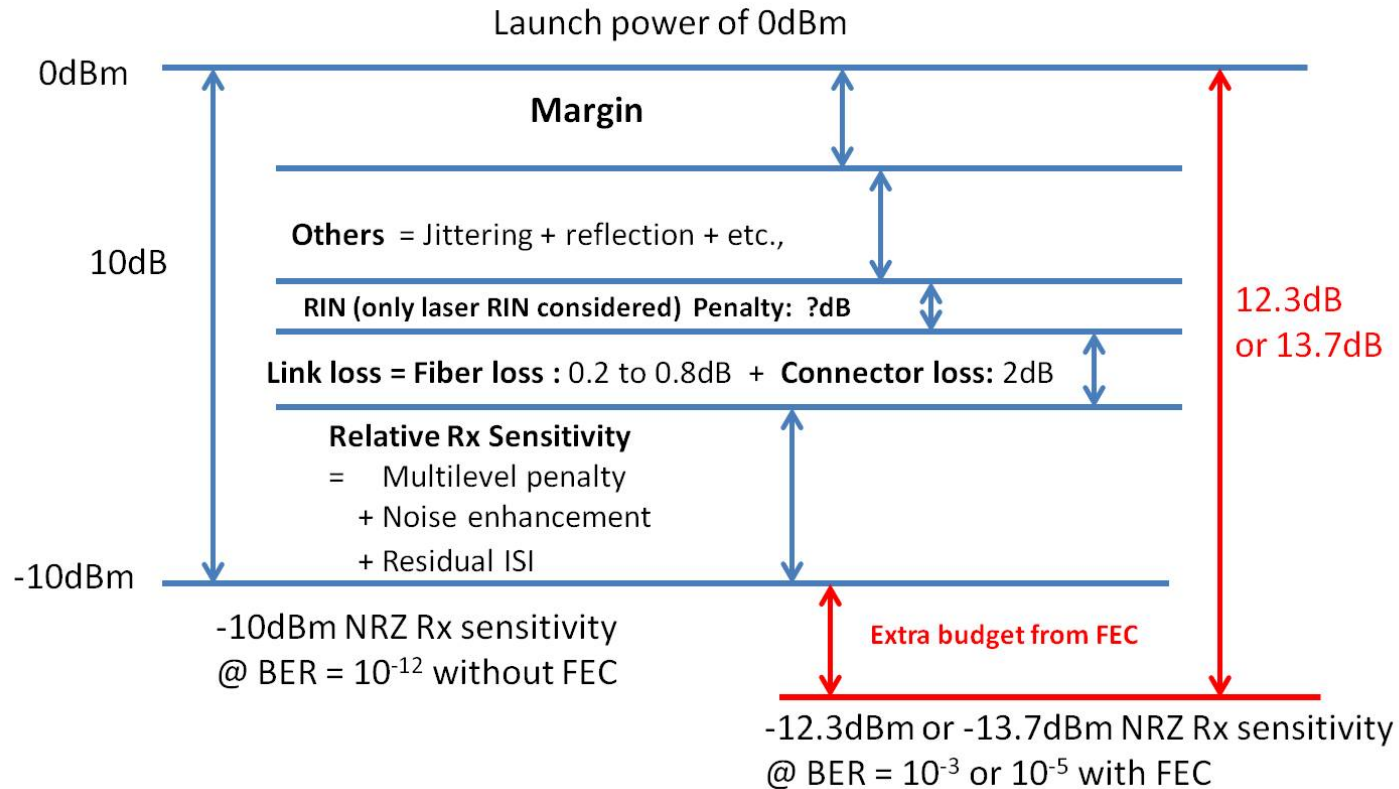 Launch power of 0dBm
0dBm
Margin
Others = Jittering + reflection + etc.,
10dB
RIN (only laser RIN considered) Penalty: ?dB
12.3dB
or 13.7dB
Link loss = Fiber loss : 0.2 to 0.8dB + Connector loss: 2dB
Relative Rx Sensitivity
= Multilevel penalty
+ Noise enhancement
+ Residual ISI
-10dBm
-10dBm NRZ Rx sensitivity
@ BER = 10⁻¹² without FEC
Extra budget from FEC
-12.3dBm or -13.7dBm NRZ Rx sensitivity
@ BER = 10⁻³ or 10⁻⁵ with FEC